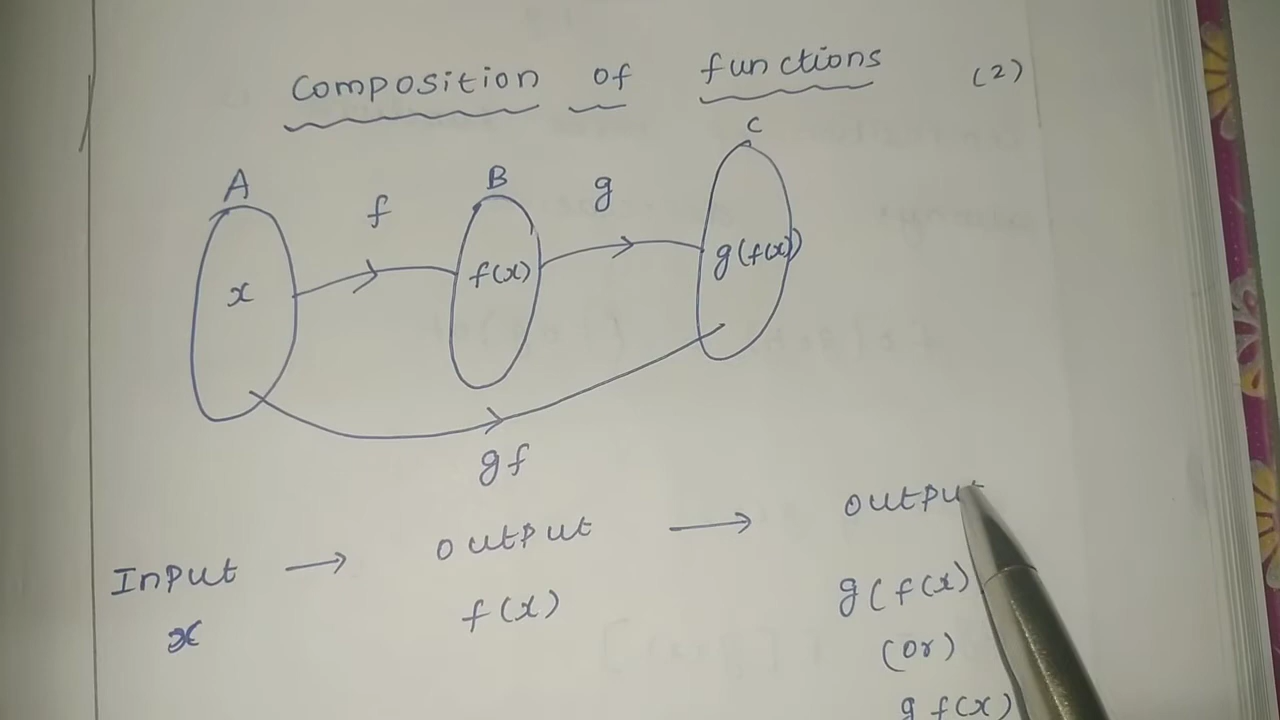 Composition of functions (2)
A f B g C
x f(x) g(f(x))
gf
Input → output → output
x f(x) g(f(x)
(or)
g f(x)